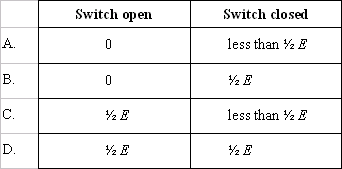 Switch open Switch closed
A. 0 less than ½ E
B. 0 ½ E
C. ½ E less than ½ E
D. ½ E ½ E